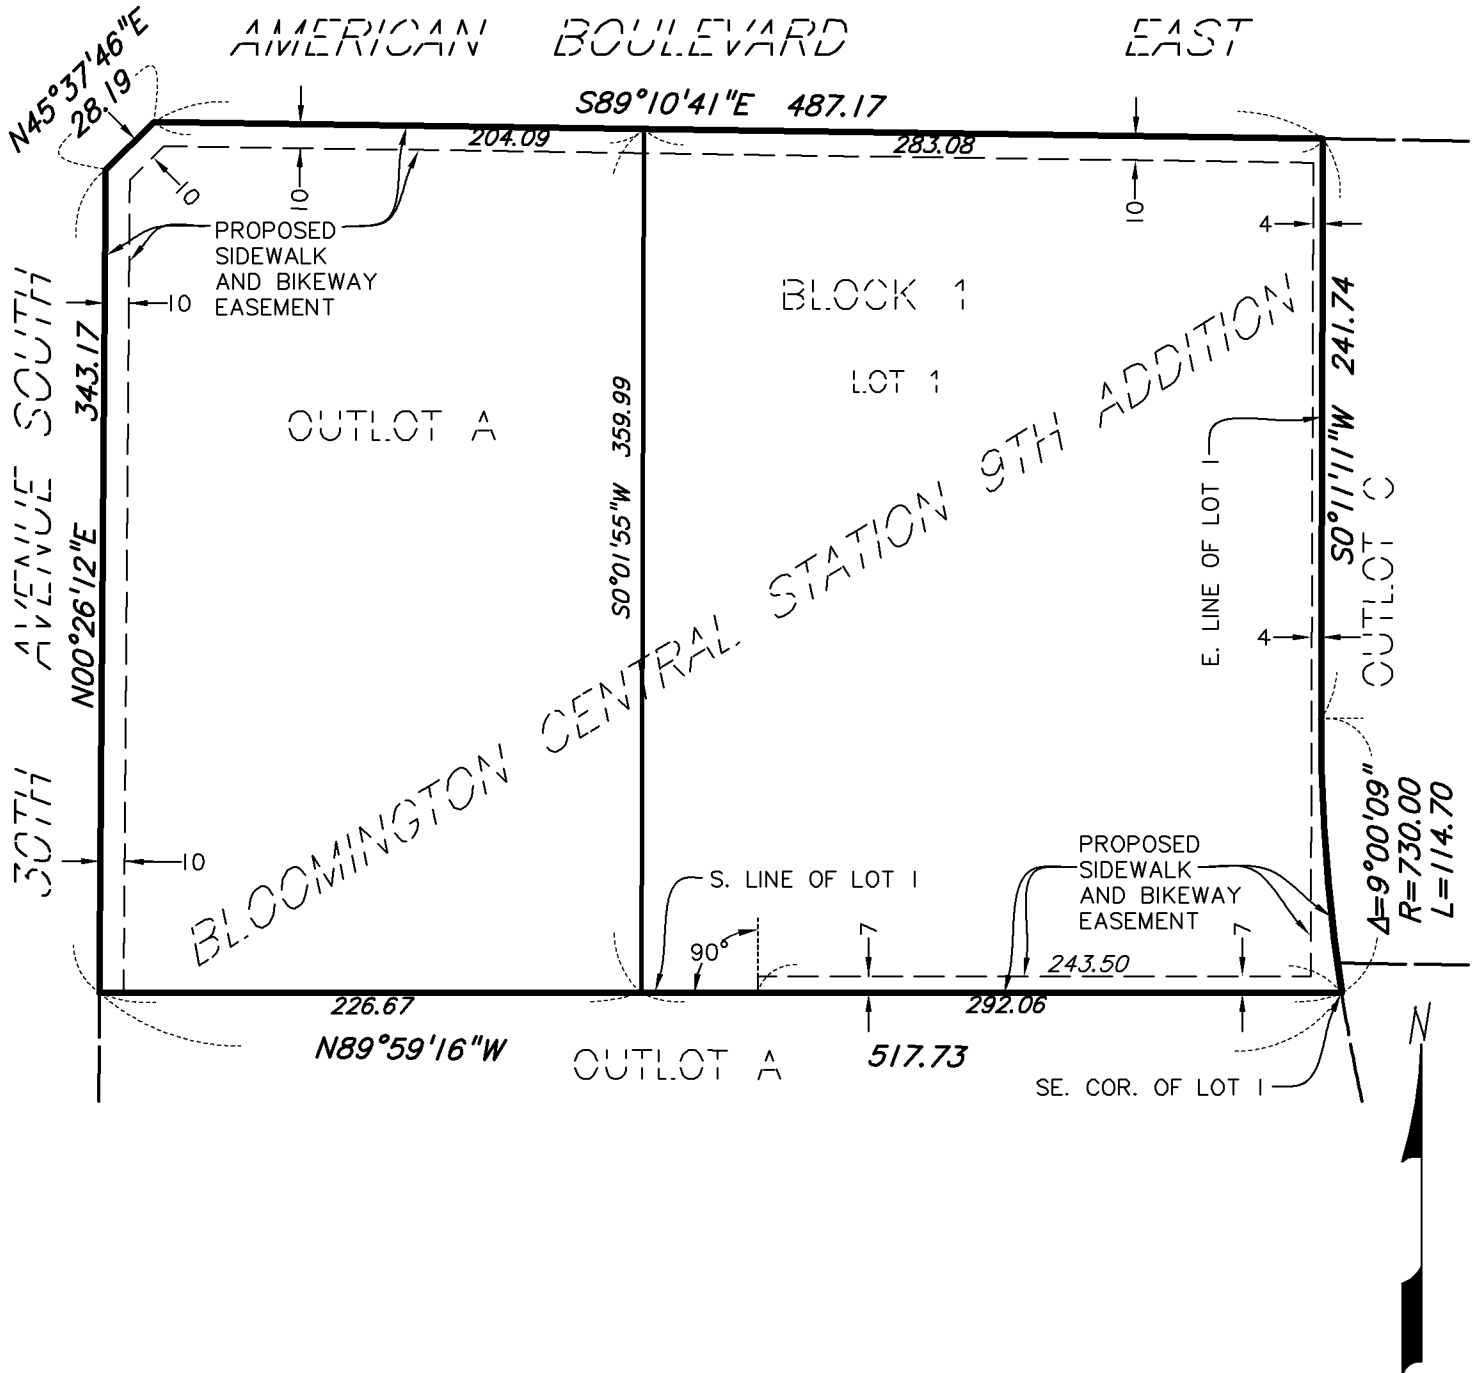 AMERICAN BOULEVARD EAST
N45°37'46"E
28.19
S89°10'41"E 487.17
204.09
283.08
10
10
10
4
PROPOSED
SIDEWALK
AND BIKEWAY
EASEMENT
10
BLOCK 1
LOT 1
OUTLOT A
30TH AVENUE SOUTH
N00°26'12"E 343.17
S0°01'55"W 359.99
BLOOMINGTON CENTRAL STATION 9TH ADDITION
E. LINE OF LOT 1
S0°11'11"W 241.74
OUTLOT C
4
10
Δ=9°00'09"
R=730.00
L=114.70
PROPOSED
SIDEWALK
AND BIKEWAY
EASEMENT
S. LINE OF LOT 1
90°
7
7
243.50
226.67
292.06
N89°59'16"W 517.73
OUTLOT A
SE. COR. OF LOT 1
N